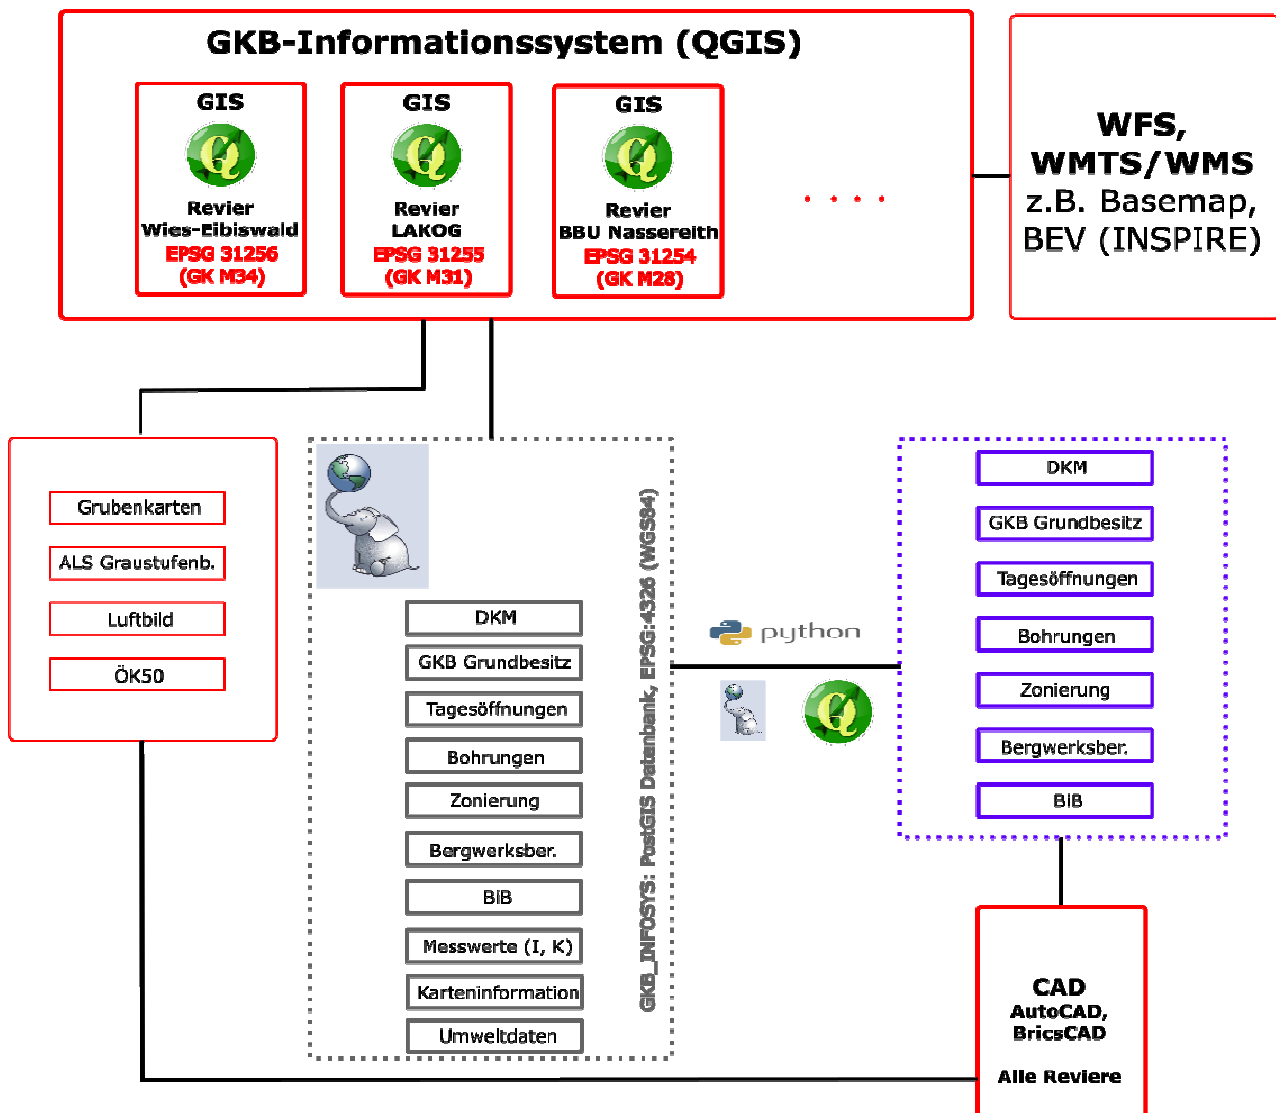 GKB-Informationssystem (QGIS)
GIS
Revier
Wies-Eibiswald
EPSG 31256
(GK M34)
GIS
Revier
LAKOG
EPSG 31255
(GK M31)
GIS
Revier
BBU Nassereith
EPSG 31254
(GK M28)
. . . .
WFS,
WMTS/WMS
z.B. Basemap,
BEV (INSPIRE)
Grubenkarten
ALS Graustufenb.
Luftbild
ÖK50
DKM
GKB Grundbesitz
Tagesöffnungen
Bohrungen
Zonierung
Bergwerksber.
BiB
Messwerte (I, K)
Karteninformation
Umweltdaten
GKB_INFOSYS: PostGIS Datenbank, EPSG:4326 (WGS84)
python
DKM
GKB Grundbesitz
Tagesöffnungen
Bohrungen
Zonierung
Bergwerksber.
BiB
CAD
AutoCAD,
BricsCAD
Alle Reviere